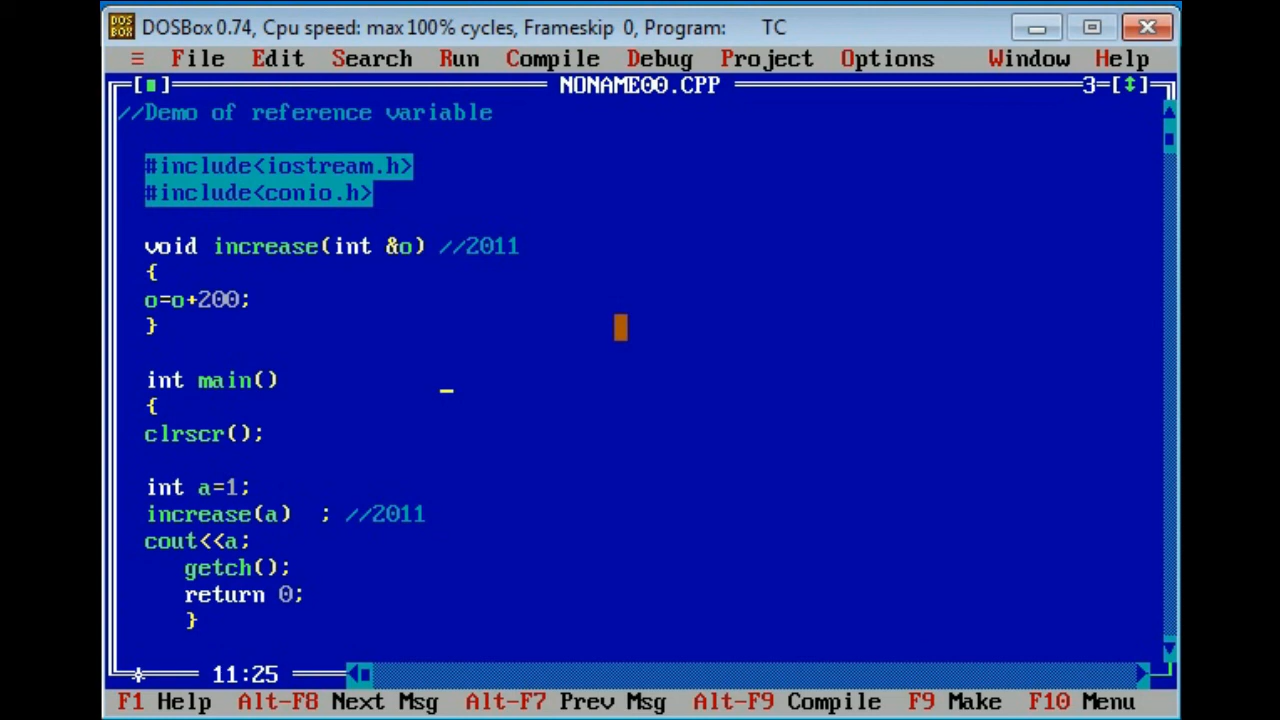 DOSBox 0.74, Cpu speed: max 100% cycles, Frameskip 0, Program: TC
≡ File Edit Search Run Compile Debug Project Options Window Help
NONAME00.CPP 3
//Demo of reference variable
#include<iostream.h>
#include<conio.h>
void increase(int &o) //2011
{
o=o+200;
}
int main()
{
clrscr();
int a=1;
increase(a) ; //2011
cout<<a;
getch();
return 0;
}
11:25
F1 Help Alt-F8 Next Msg Alt-F7 Prev Msg Alt-F9 Compile F9 Make F10 Menu